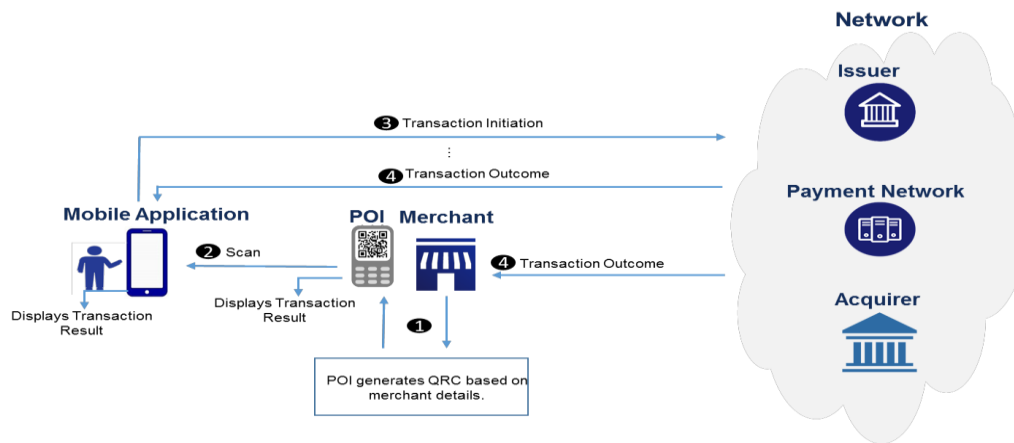 Network
Issuer
3 Transaction Initiation
4 Transaction Outcome
Payment Network
Mobile Application
POI
Merchant
2 Scan
4 Transaction Outcome
Displays Transaction
Result
Displays Transaction
Result
Acquirer
1
POI generates QRC based on
merchant details.